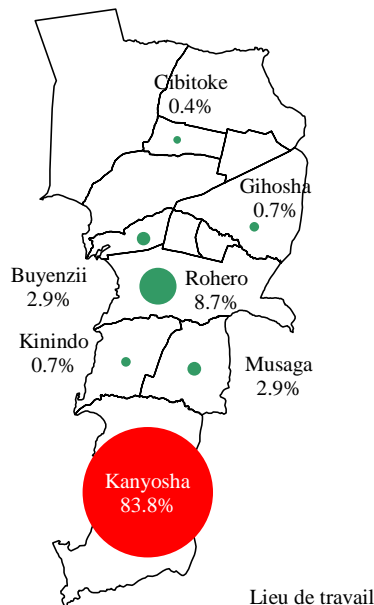 Cibitoke
0.4%
Gihosha
0.7%
Buyenzii
2.9%
Rohero
8.7%
Kinindo
0.7%
Musaga
2.9%
Kanyosha
83.8%
Lieu de travail